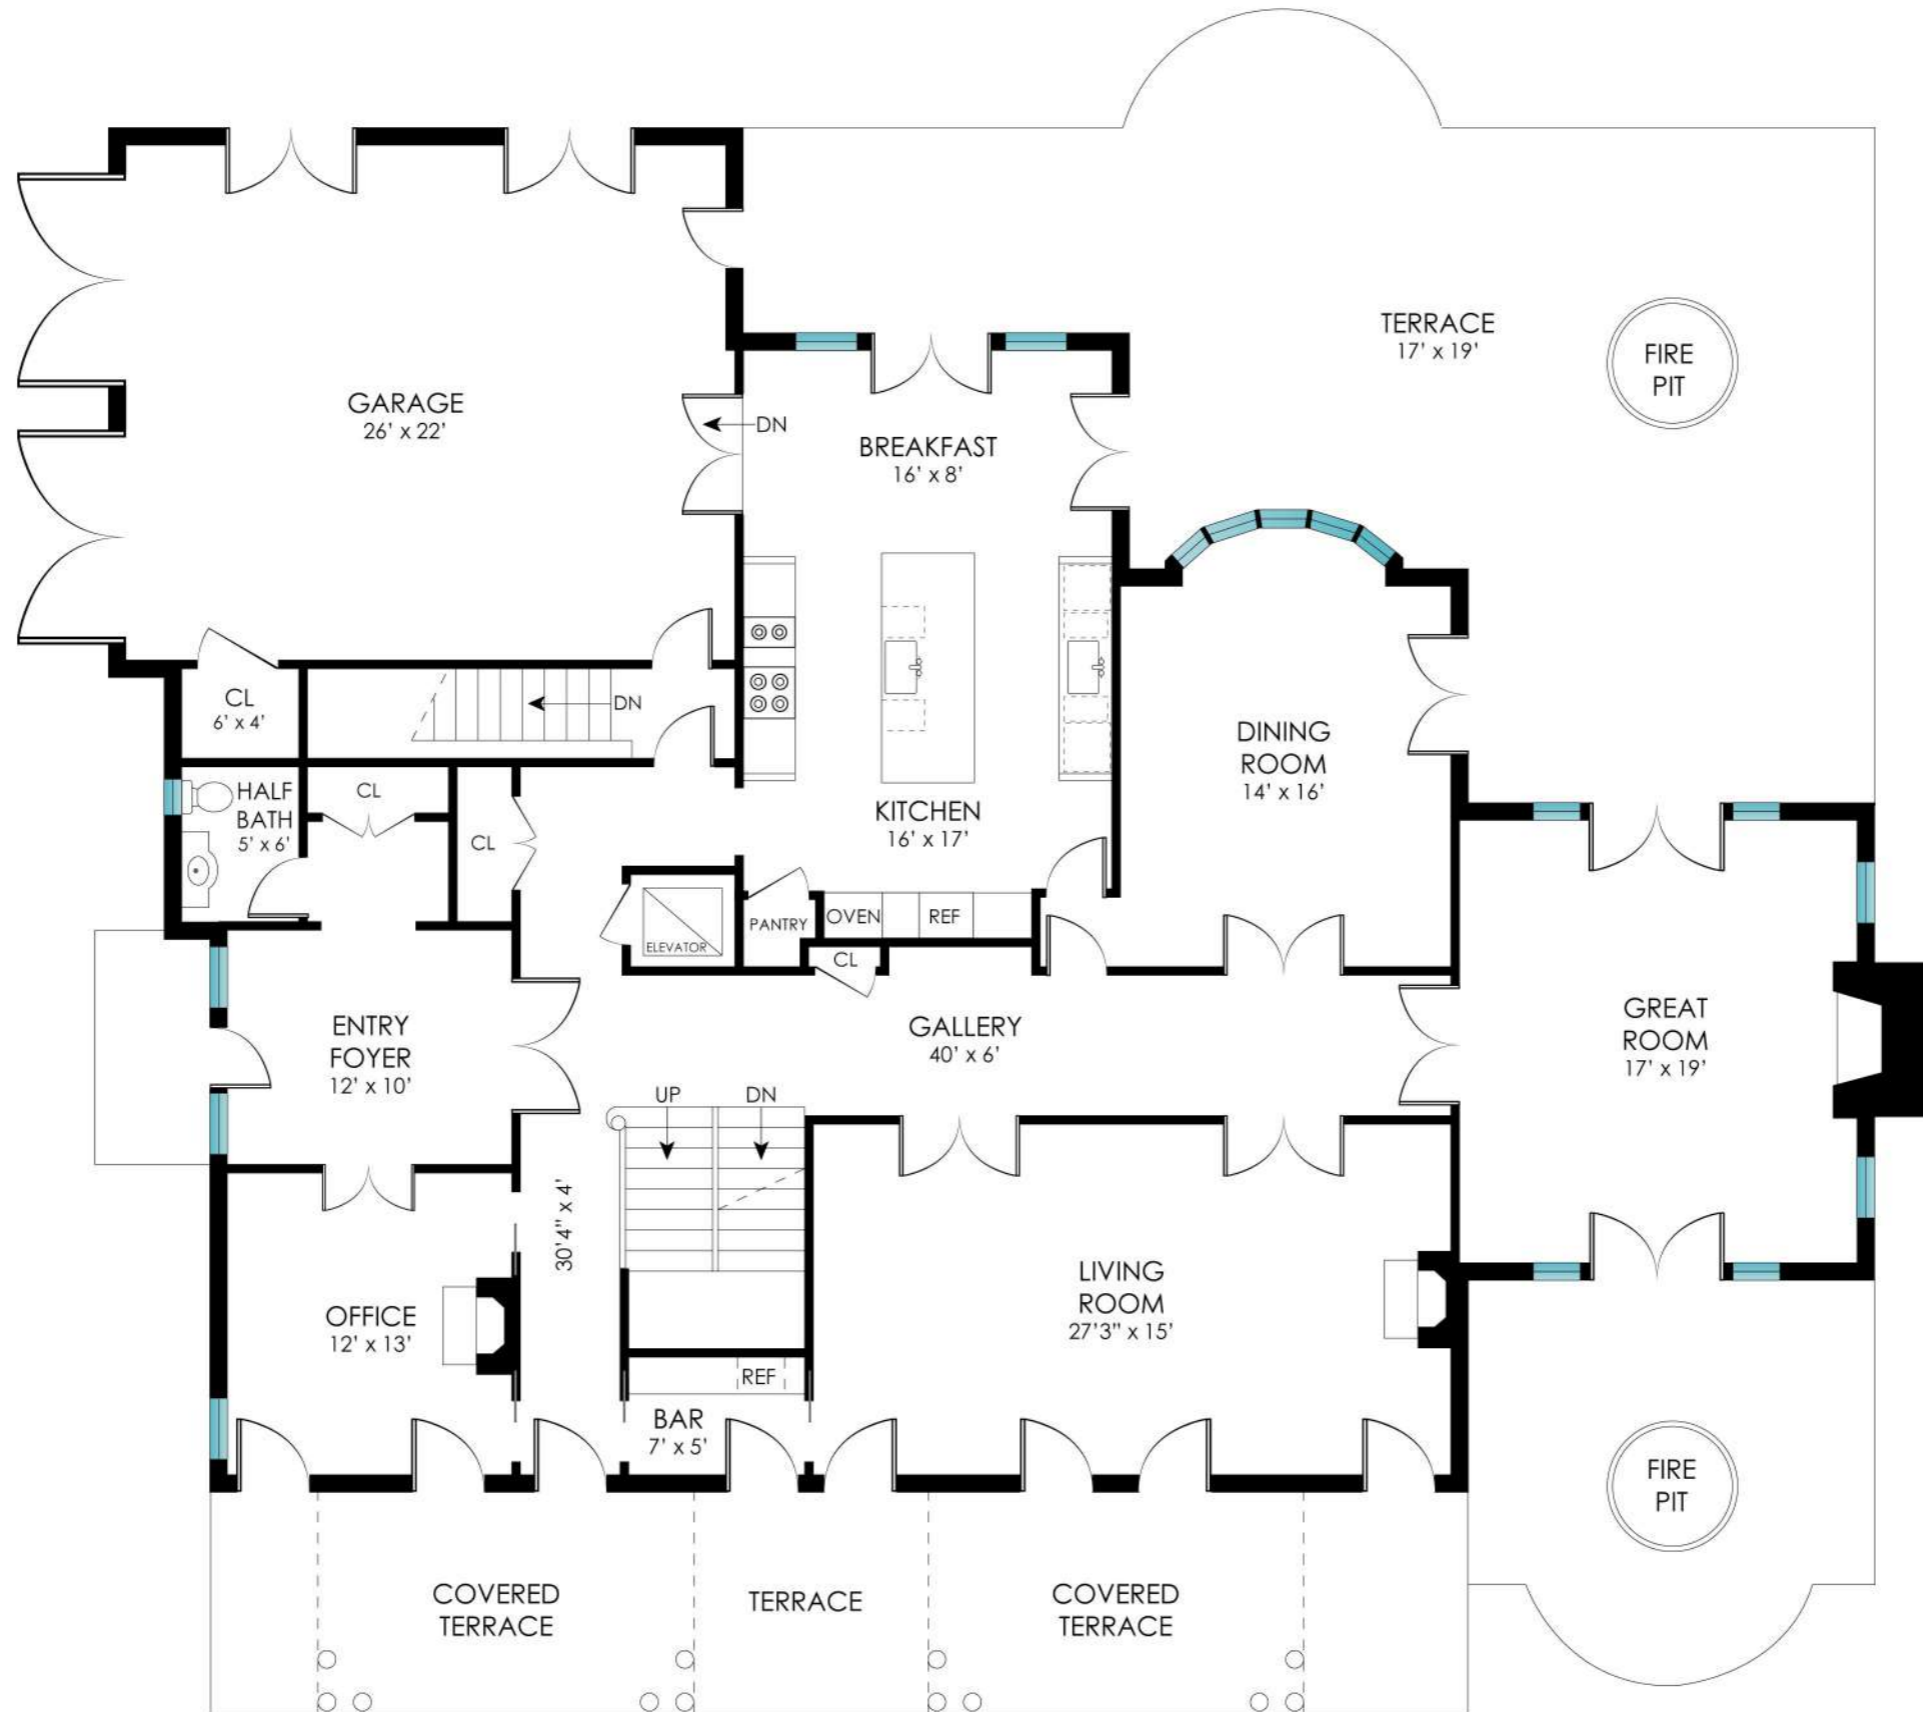 TERRACE
17' x 19'
FIRE
PIT
GARAGE
26' x 22'
DN
BREAKFAST
16' x 8'
CL
6' x 4'
DN
DINING
ROOM
14' x 16'
HALF
BATH
5' x 6'
CL
CL
KITCHEN
16' x 17'
PANTRY
OVEN
REF
ELEVATOR
CL
ENTRY
FOYER
12' x 10'
GALLERY
40' x 6'
GREAT
ROOM
17' x 19'
UP
DN
30'4" x 4'
OFFICE
12' x 13'
LIVING
ROOM
27'3" x 15'
REF
BAR
7' x 5'
FIRE
PIT
COVERED
TERRACE
TERRACE
COVERED
TERRACE